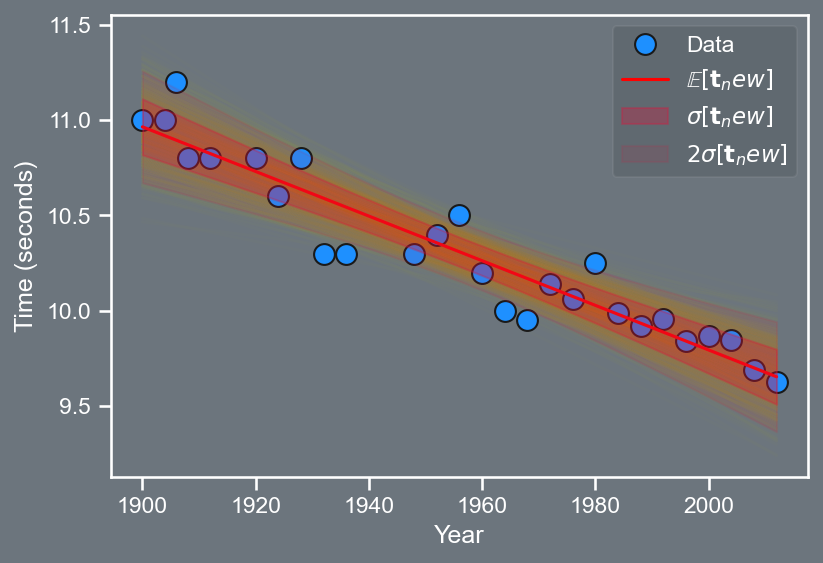 11.5
11.0
10.5
10.0
9.5
Time (seconds)
1900
1920
1940
1960
1980
2000
Year
Data
𝔼[𝐭ₙew]
σ[𝐭ₙew]
2σ[𝐭ₙew]